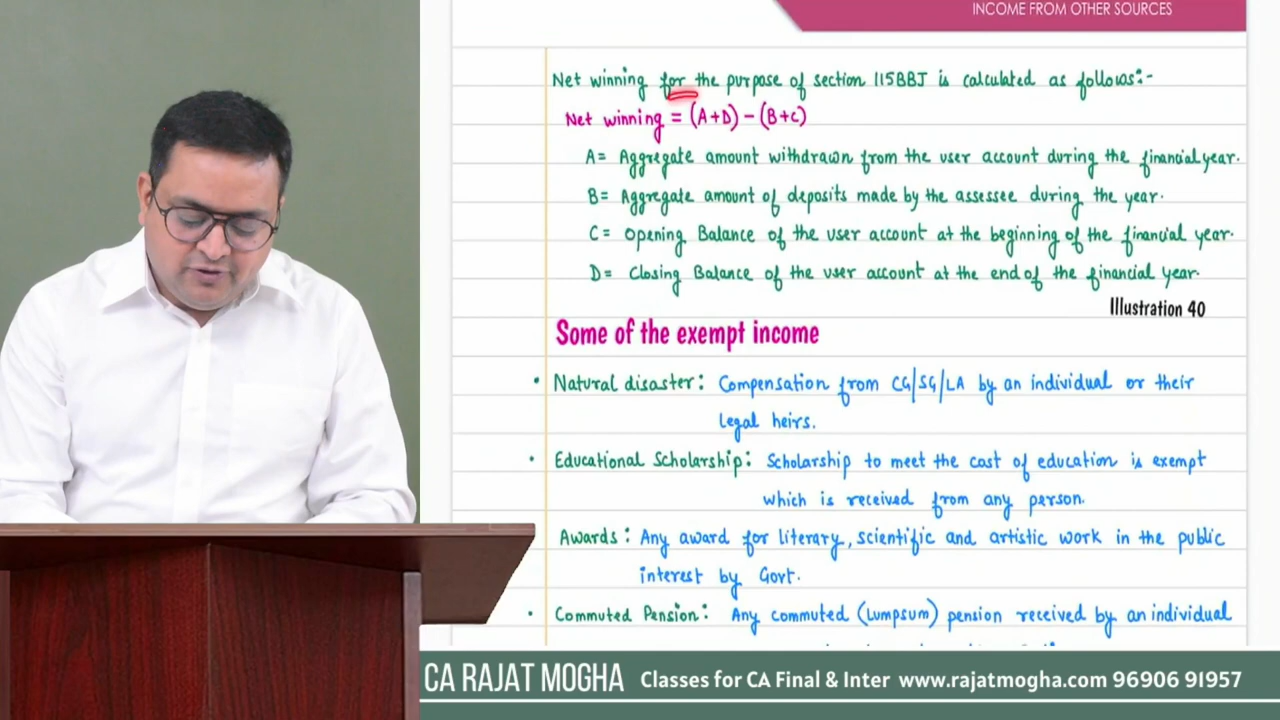 INCOME FROM OTHER SOURCES
Net winning for the purpose of section 115BBJ is calculated as follows:-
Net winning = (A+D) - (B+C)
A= Aggregate amount withdrawn from the user account during the financial year.
B= Aggregate amount of deposits made by the assessee during the year.
C= Opening Balance of the user account at the beginning of the financial year.
D= Closing Balance of the user account at the end of the financial year.
Illustration 40
Some of the exempt income
• Natural disaster: Compensation from CG/SG/LA by an individual or their
legal heirs.
• Educational Scholarship: Scholarship to meet the cost of education is exempt
which is received from any person.
Awards: Any award for literary, scientific and artistic work in the public
interest by Govt.
• Commuted Pension: Any commuted (Lumpsum) pension received by an individual
CA RAJAT MOGHA Classes for CA Final & Inter www.rajatmogha.com 96906 91957